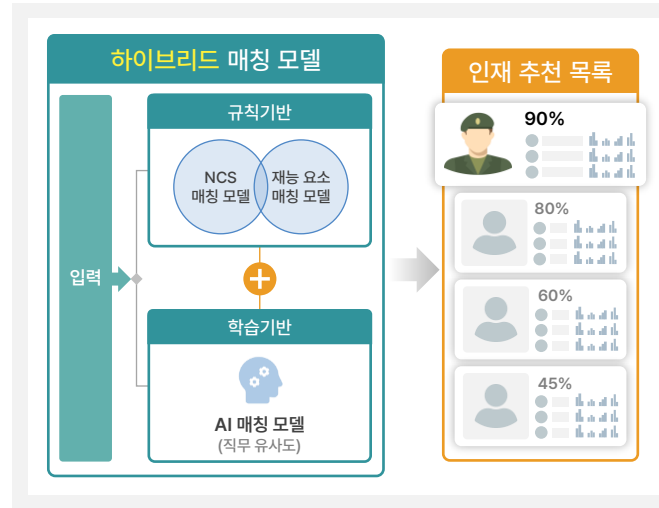 하이브리드 매칭 모델
입력
규칙기반
NCS
매칭 모델
재능 요소
매칭 모델
학습기반
AI 매칭 모델
(직무 유사도)
인재 추천 목록
90%
80%
60%
45%